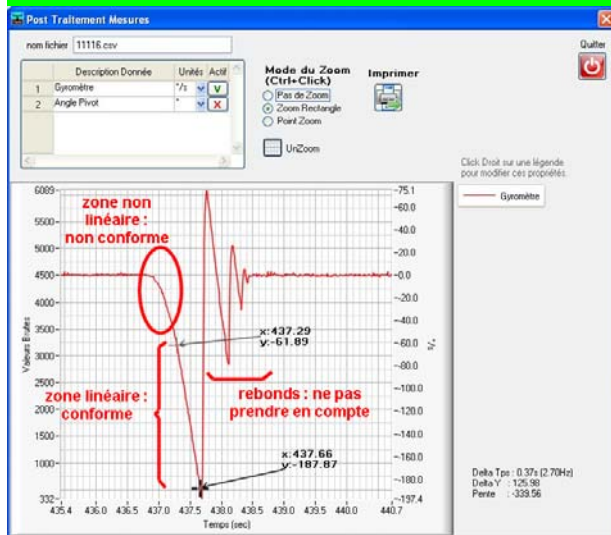 Post Traltement Mesures
nom fichier 11116.csv
Quitter
Description Donnée Unités Actif
1 Gyromètre °/s V
2 Angle Pivot ° X
Mode du Zoom
(Ctrl+Click)
Pas de Zoom
Zoom Rectangle
Point Zoom
UnZoom
Imprimer
Click Droit sur une légende
pour modifier ces propriétés.
Gyromètre
6089
5500
5000
4500
4000
3500
3000
2500
2000
1500
1000
332
Valeurs Brutes
zone non
linéaire :
non conforme
zone linéaire :
conforme
x:437.29
y:-61.89
rebonds : ne pas
prendre en compte
x:437.66
y:-187.87
75.1
60.0
40.0
20.0
0.0
-20.0
-40.0
-60.0
-80.0
-100.0
-120.0
-140.0
-160.0
-180.0
-197.4
°/s
435.4 436.0 436.5 437.0 437.5 438.0 438.5 439.0 439.5 440.0 440.7
Temps (sec)
Delta Tps : 0.37s (2.70Hz)
Delta Y : 125.98
Pente : -339.56